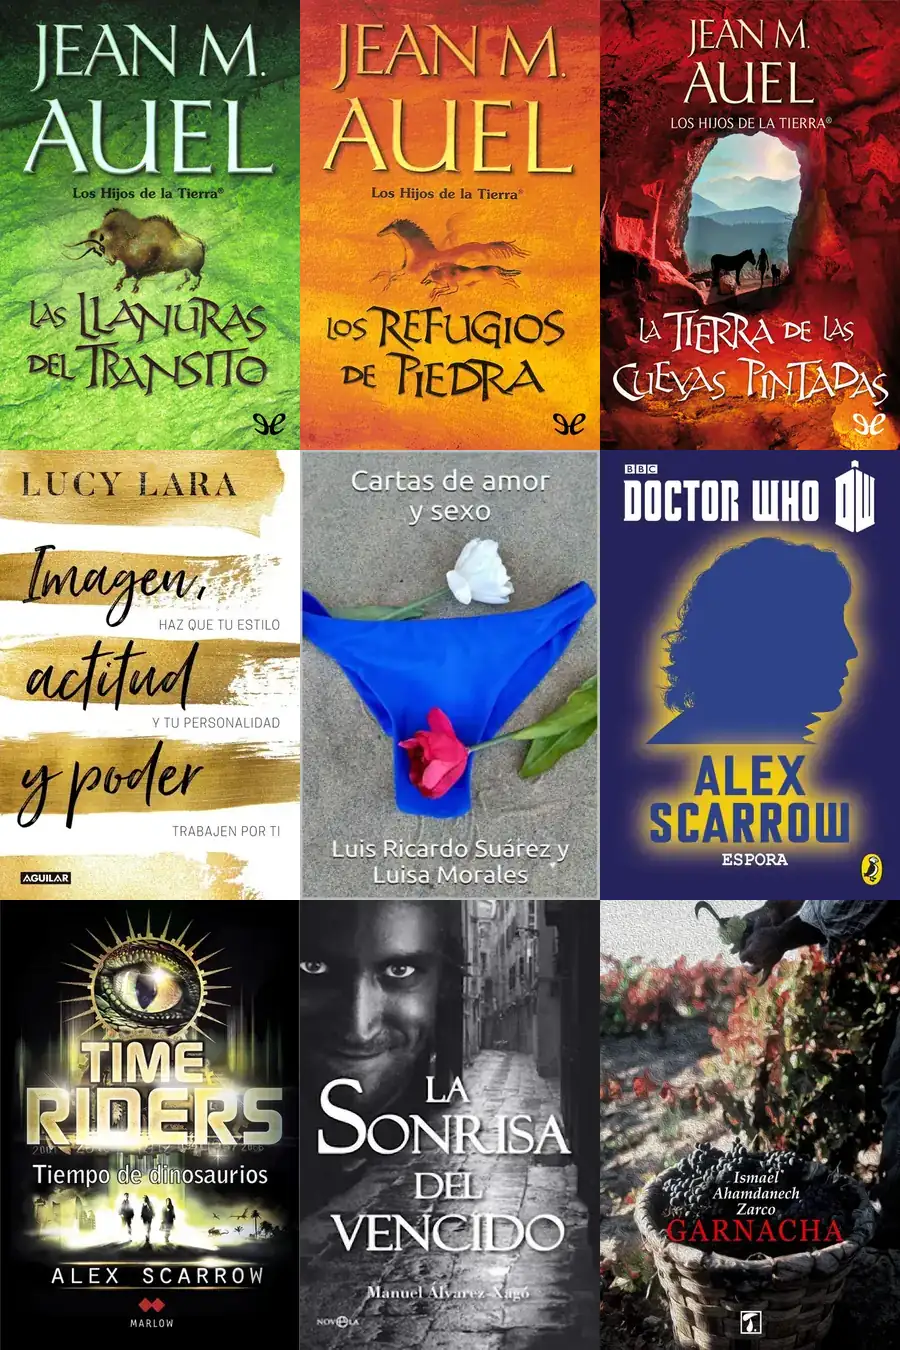 JEAN M.
AUEL
Los Hijos de la Tierra®
LAS LLANURAS
DEL TRÁNSITO
JEAN M.
AUEL
Los Hijos de la Tierra®
LOS REFUGIOS
DE PIEDRA
JEAN M.
AUEL
LOS HIJOS DE LA TIERRA®
LA TIERRA DE LAS
CUEVAS PINTADAS
LUCY LARA
Imagen,
HAZ QUE TU ESTILO
actitud
Y TU PERSONALIDAD
y poder
TRABAJEN POR TI
AGUILAR
Cartas de amor
y sexo
Luis Ricardo Suárez y
Luisa Morales
BBC
DOCTOR WHO DW
ALEX
SCARROW
ESPORA
TIME
RIDERS
Tiempo de dinosaurios
ALEX SCARROW
MARLOW
LA
SONRISA
DEL
VENCIDO
Manuel Álvarez-Xagó
NOVELA
Ismael
Ahamdanech
Zarco
GARNACHA